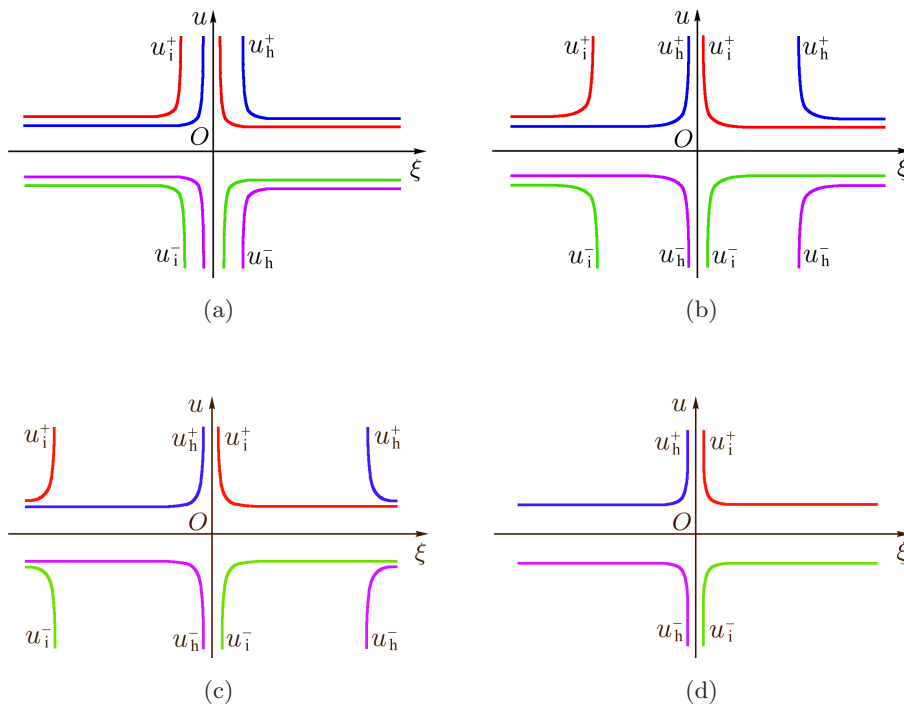 u u
u_i^+ u_h^+ u_h^+ u_i^+ u_h^+
u_i^+
O O
ξ ξ
u_i^- u_h^- u_i^- u_h^- u_i^- u_h^-
(a) (b)
u u
u_i^+ u_h^+ u_i^+ u_h^+ u_h^+ u_i^+
O O
ξ ξ
u_i^- u_h^- u_i^- u_h^- u_h^- u_i^-
(c) (d)